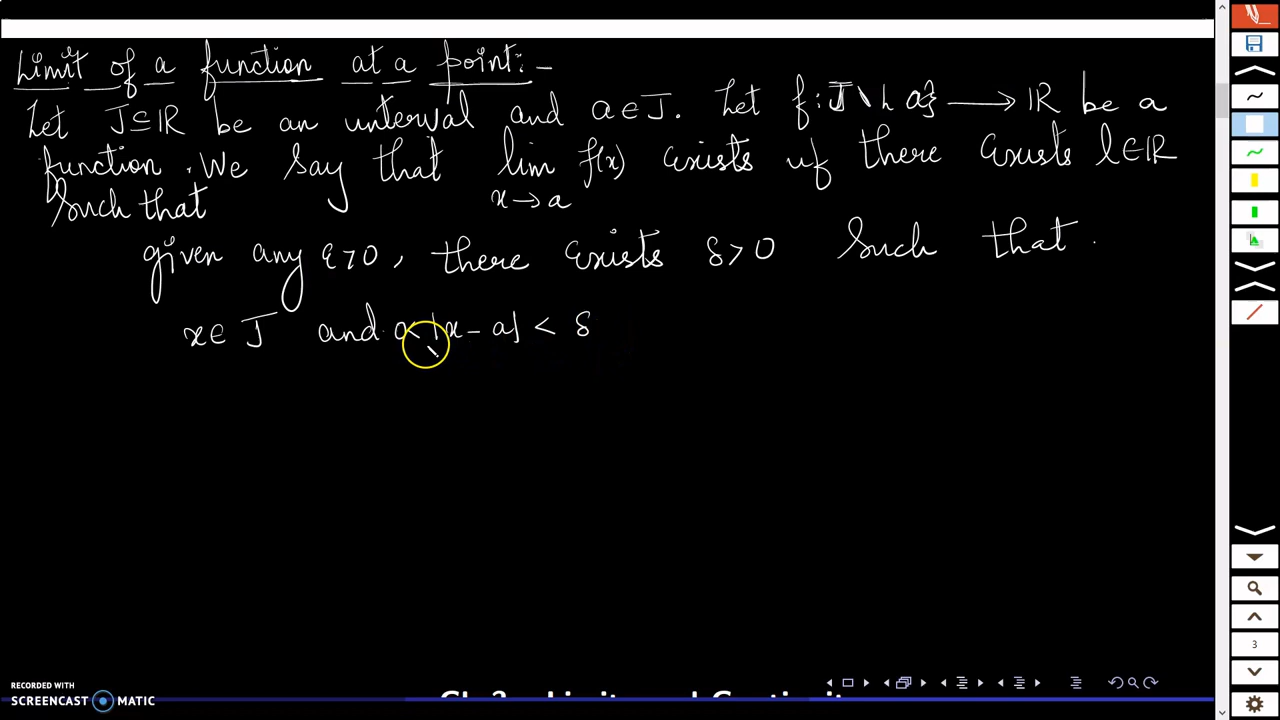 Limit of a function at a point:-
Let J⊆ℝ be an interval and a∈J. Let f:J\{a} → ℝ be a
function. We say that lim f(x) exists if there exists l∈ℝ
x→a
such that
given any ε>0, there exists δ>0 such that
x∈ J and 0<|x-a| < δ
3
RECORDED WITH
SCREENCAST MATIC